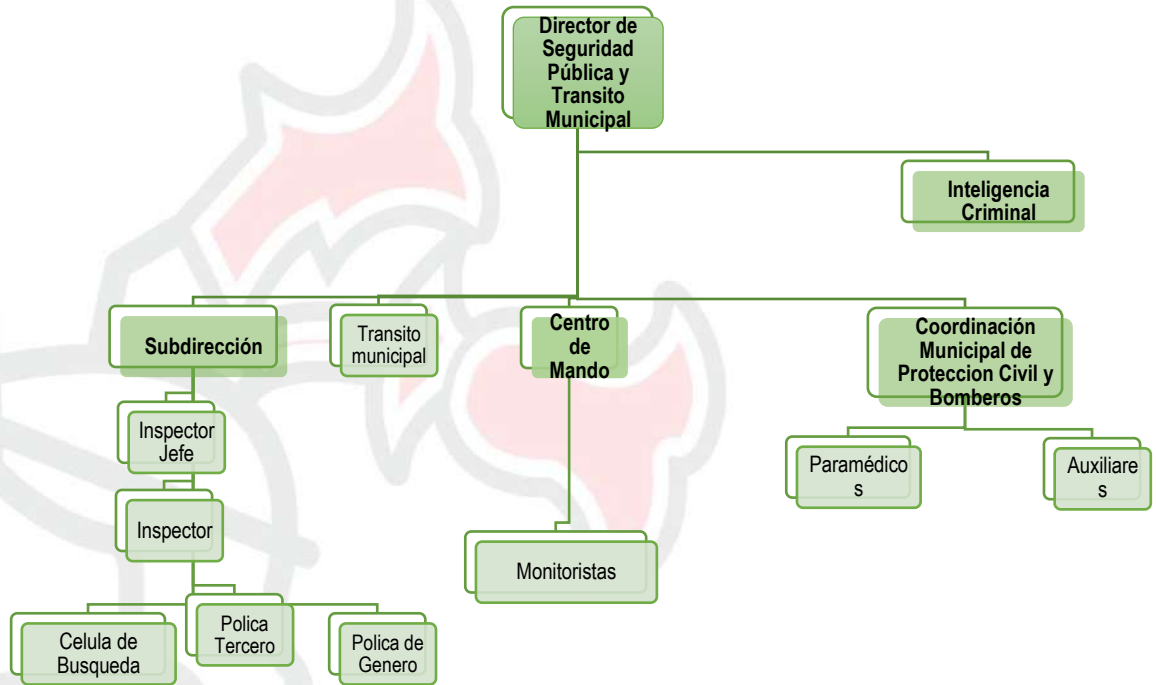 Director de
Seguridad
Pública y
Transito
Municipal
Inteligencia
Criminal
Subdirección
Transito
municipal
Centro
de
Mando
Coordinación
Municipal de
Proteccion Civil y
Bomberos
Inspector
Jefe
Paramédico
s
Auxiliare
s
Inspector
Monitoristas
Celula de
Busqueda
Polica
Tercero
Polica de
Genero